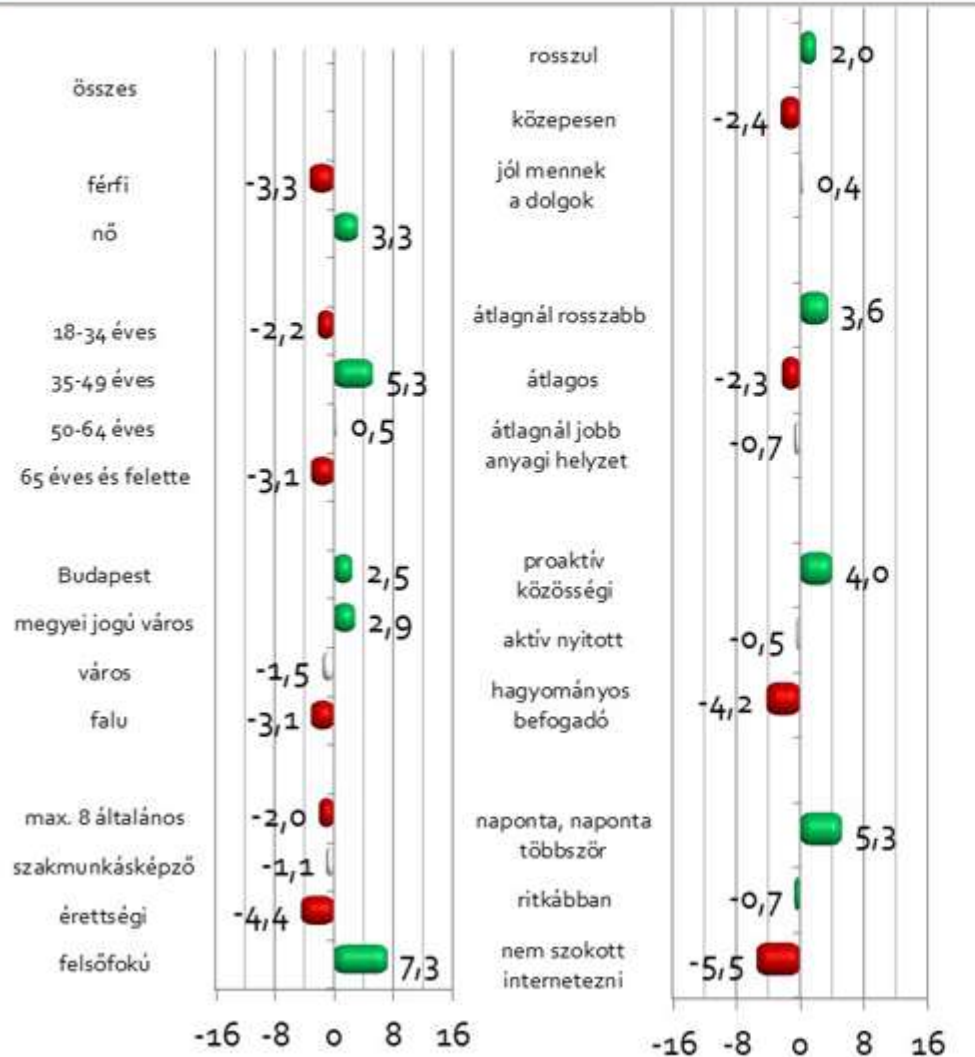 összes
férfi -3,3
nő 3,3
18-34 éves -2,2
35-49 éves 5,3
50-64 éves 0,5
65 éves és felette -3,1
Budapest 2,5
megyei jogú város 2,9
város -1,5
falu -3,1
max. 8 általános -2,0
szakmunkásképző -1,1
érettségi -4,4
felsőfokú 7,3
-16 -8 0 8 16
rosszul 2,0
közepesen -2,4
jól mennek
a dolgok 0,4
átlagnál rosszabb 3,6
átlagos -2,3
átlagnál jobb
anyagi helyzet -0,7
proaktív
közösségi 4,0
aktív nyitott -0,5
hagyományos
befogadó -4,2
naponta, naponta
többször 5,3
ritkábban -0,7
nem szokott
internetezni -5,5
-16 -8 0 8 16